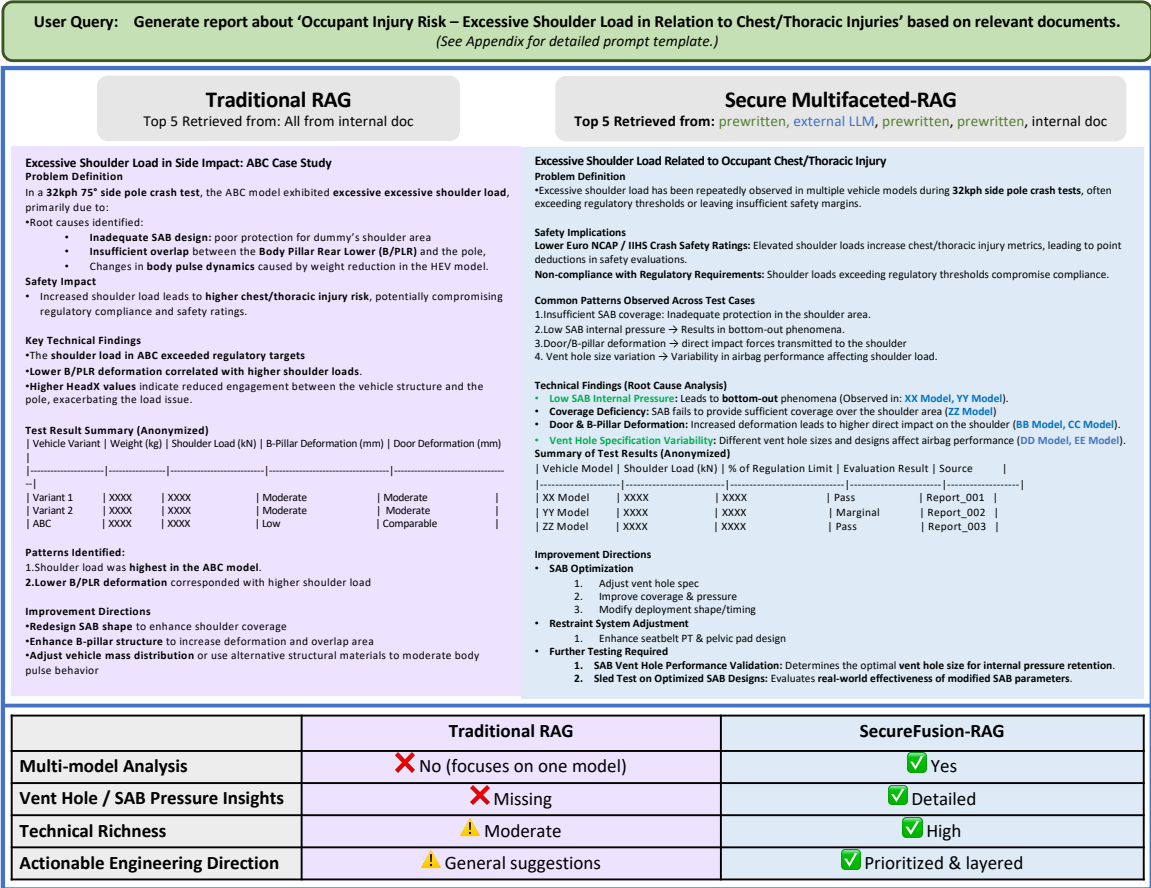 User Query: Generate report about ‘Occupant Injury Risk – Excessive Shoulder Load in Relation to Chest/Thoracic Injuries’ based on relevant documents.
(See Appendix for detailed prompt template.)
Traditional RAG
Top 5 Retrieved from: All from internal doc
Excessive Shoulder Load in Side Impact: ABC Case Study
Problem Definition
In a 32kph 75° side pole crash test, the ABC model exhibited excessive excessive shoulder load,
primarily due to:
•Root causes identified:
• Inadequate SAB design: poor protection for dummy’s shoulder area
• Insufficient overlap between the Body Pillar Rear Lower (B/PLR) and the pole,
• Changes in body pulse dynamics caused by weight reduction in the HEV model.
Safety Impact
• Increased shoulder load leads to higher chest/thoracic injury risk, potentially compromising
regulatory compliance and safety ratings.
Key Technical Findings
•The shoulder load in ABC exceeded regulatory targets
•Lower B/PLR deformation correlated with higher shoulder loads.
•Higher HeadX values indicate reduced engagement between the vehicle structure and the
pole, exacerbating the load issue.
Test Result Summary (Anonymized)
| Vehicle Variant | Weight (kg) | Shoulder Load (kN) | B-Pillar Deformation (mm) | Door Deformation (mm)
|
|---------------------|----------------|--------------------------|----------------------------------|-------------------------------
--|
| Variant 1 | XXXX | XXXX | Moderate | Moderate |
| Variant 2 | XXXX | XXXX | Moderate | Moderate |
| ABC | XXXX | XXXX | Low | Comparable |
Patterns Identified:
1.Shoulder load was highest in the ABC model.
2.Lower B/PLR deformation corresponded with higher shoulder load
Improvement Directions
•Redesign SAB shape to enhance shoulder coverage
•Enhance B-pillar structure to increase deformation and overlap area
•Adjust vehicle mass distribution or use alternative structural materials to moderate body
pulse behavior
Secure Multifaceted-RAG
Top 5 Retrieved from: prewritten, external LLM, prewritten, prewritten, internal doc
Excessive Shoulder Load Related to Occupant Chest/Thoracic Injury
Problem Definition
•Excessive shoulder load has been repeatedly observed in multiple vehicle models during 32kph side pole crash tests, often
exceeding regulatory thresholds or leaving insufficient safety margins.
Safety Implications
Lower Euro NCAP / IIHS Crash Safety Ratings: Elevated shoulder loads increase chest/thoracic injury metrics, leading to point
deductions in safety evaluations.
Non-compliance with Regulatory Requirements: Shoulder loads exceeding regulatory thresholds compromise compliance.
Common Patterns Observed Across Test Cases
1.Insufficient SAB coverage: Inadequate protection in the shoulder area.
2.Low SAB internal pressure → Results in bottom-out phenomena.
3.Door/B-pillar deformation → direct impact forces transmitted to the shoulder
4. Vent hole size variation → Variability in airbag performance affecting shoulder load.
Technical Findings (Root Cause Analysis)
• Low SAB Internal Pressure: Leads to bottom-out phenomena (Observed in: XX Model, YY Model).
• Coverage Deficiency: SAB fails to provide sufficient coverage over the shoulder area (ZZ Model)
• Door & B-Pillar Deformation: Increased deformation leads to higher direct impact on the shoulder (BB Model, CC Model).
• Vent Hole Specification Variability: Different vent hole sizes and designs affect airbag performance (DD Model, EE Model).
Summary of Test Results (Anonymized)
| Vehicle Model | Shoulder Load (kN) | % of Regulation Limit | Evaluation Result | Source |
|--------------------|-------------------------|--------------------------|---------------------|-------------------|
| XX Model | XXXX | XXXX | Pass | Report_001 |
| YY Model | XXXX | XXXX | Marginal | Report_002 |
| ZZ Model | XXXX | XXXX | Pass | Report_003 |
Improvement Directions
• SAB Optimization
1. Adjust vent hole spec
2. Improve coverage & pressure
3. Modify deployment shape/timing
• Restraint System Adjustment
1. Enhance seatbelt PT & pelvic pad design
• Further Testing Required
1. SAB Vent Hole Performance Validation: Determines the optimal vent hole size for internal pressure retention.
2. Sled Test on Optimized SAB Designs: Evaluates real-world effectiveness of modified SAB parameters.
Traditional RAG SecureFusion-RAG
Multi-model Analysis ❌ No (focuses on one model) ✅ Yes
Vent Hole / SAB Pressure Insights ❌ Missing ✅ Detailed
Technical Richness ⚠️ Moderate ✅ High
Actionable Engineering Direction ⚠️ General suggestions ✅ Prioritized & layered